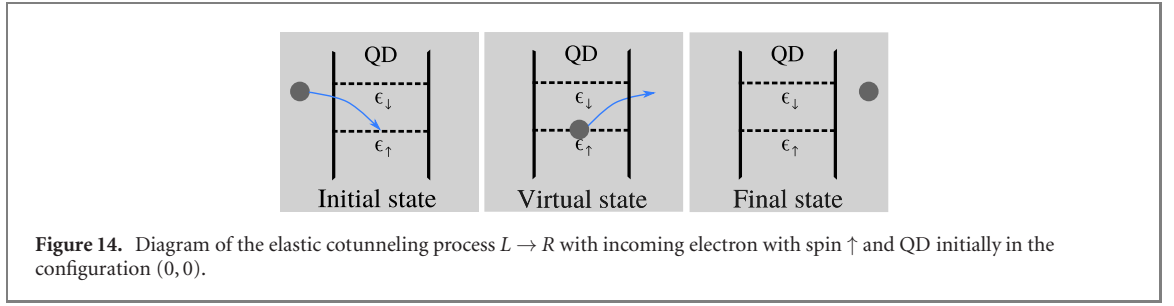 QD QD QD
ϵ↓ ϵ↓ ϵ↓
ϵ↑ ϵ↑ ϵ↑
Initial state Virtual state Final state
Figure 14. Diagram of the elastic cotunneling process L → R with incoming electron with spin ↑ and QD initially in the
configuration (0, 0).